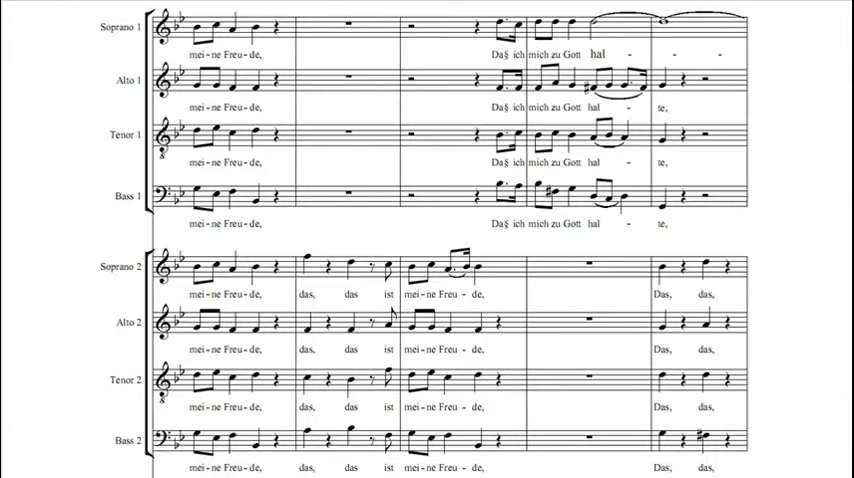 Soprano 1
mei - ne Freu - de, Daß ich mich zu Gott hal - - -
Alto 1
mei - ne Freu - de, Daß ich mich zu Gott hal - te,
Tenor 1
mei - ne Freu - de, Daß ich mich zu Gott hal - te,
Bass 1
mei - ne Freu - de, Daß ich mich zu Gott hal - te,
Soprano 2
mei - ne Freu - de, das, das ist mei - ne Freu - de, Das, das,
Alto 2
mei - ne Freu - de, das, das ist mei - ne Freu - de, Das, das,
Tenor 2
mei - ne Freu - de, das, das ist mei - ne Freu - de, Das, das,
Bass 2
mei - ne Freu - de, das, das ist mei - ne Freu - de, Das, das,